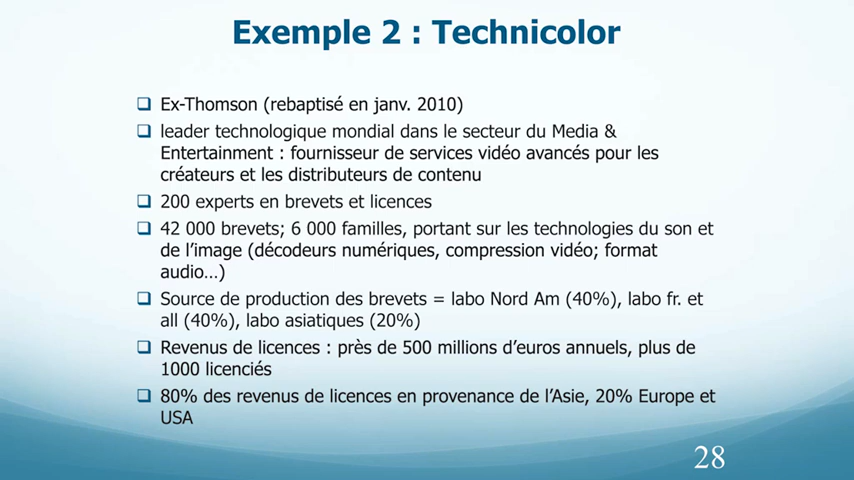 Exemple 2 : Technicolor
❑ Ex-Thomson (rebaptisé en janv. 2010)
❑ leader technologique mondial dans le secteur du Media &
Entertainment : fournisseur de services vidéo avancés pour les
créateurs et les distributeurs de contenu
❑ 200 experts en brevets et licences
❑ 42 000 brevets; 6 000 familles, portant sur les technologies du son et
de l’image (décodeurs numériques, compression vidéo; format
audio…)
❑ Source de production des brevets = labo Nord Am (40%), labo fr. et
all (40%), labo asiatiques (20%)
❑ Revenus de licences : près de 500 millions d’euros annuels, plus de
1000 licenciés
❑ 80% des revenus de licences en provenance de l’Asie, 20% Europe et
USA
28